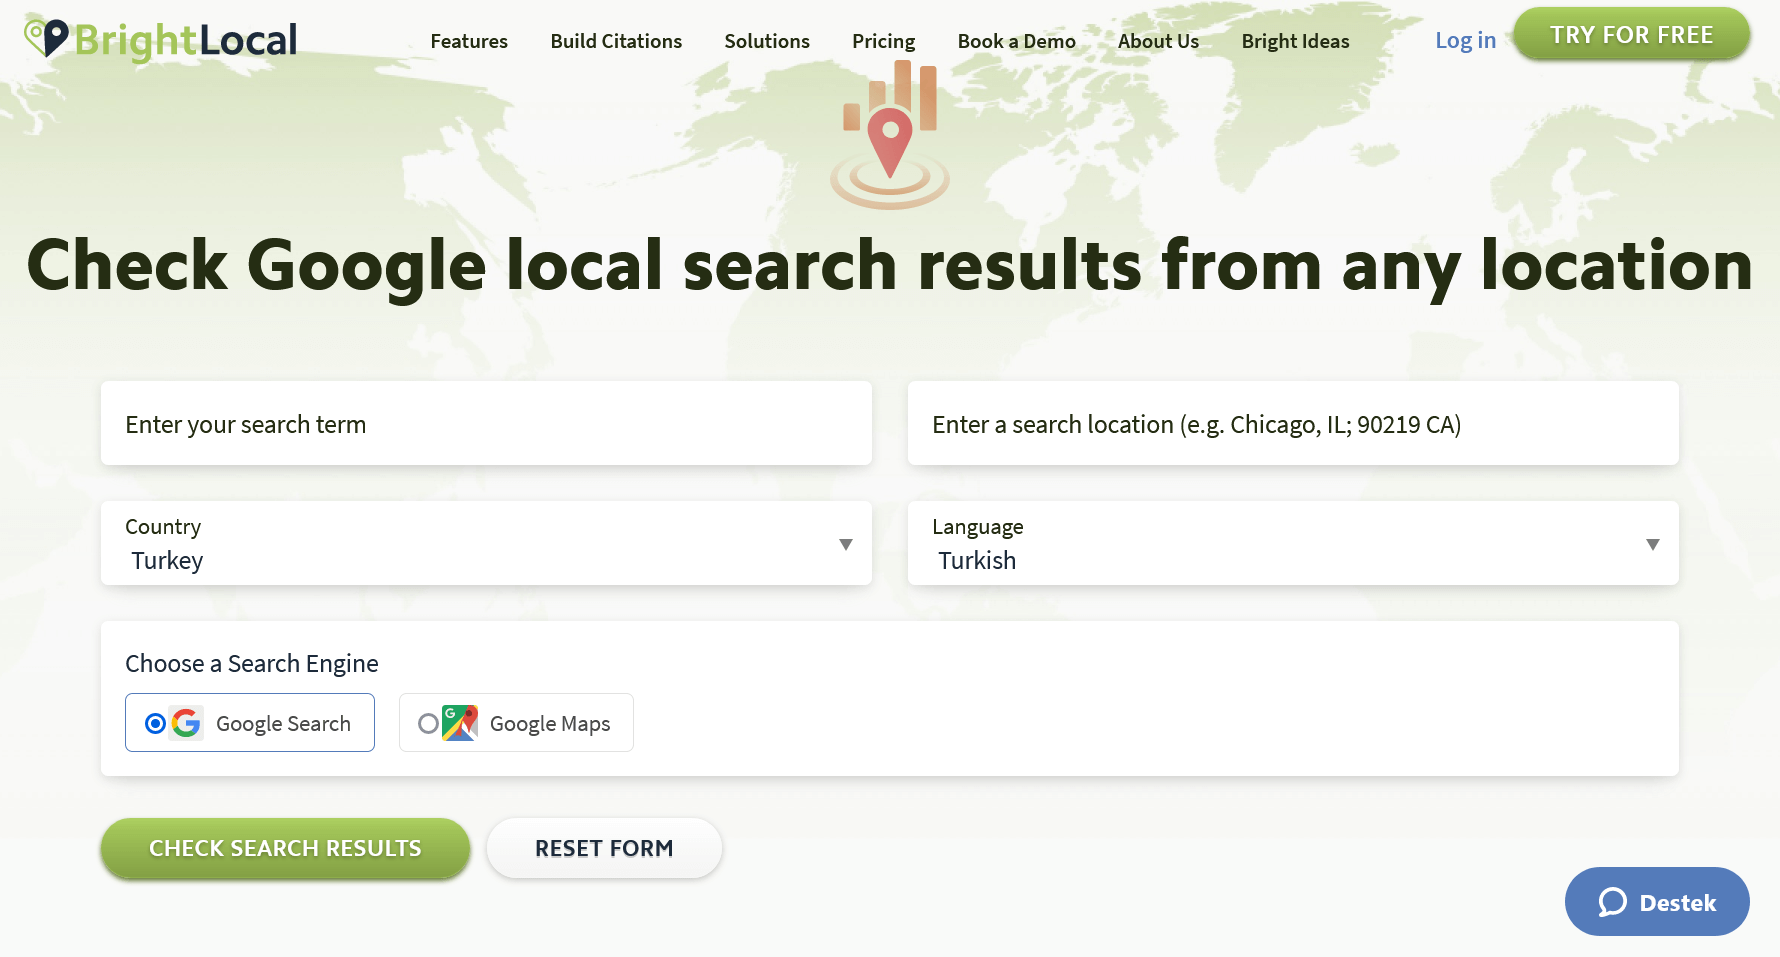 BrightLocal
Features Build Citations Solutions Pricing Book a Demo About Us Bright Ideas Log in TRY FOR FREE
Check Google local search results from any location
Enter your search term
Enter a search location (e.g. Chicago, IL; 90219 CA)
Country
Turkey
Language
Turkish
Choose a Search Engine
Google Search
Google Maps
CHECK SEARCH RESULTS
RESET FORM
Destek